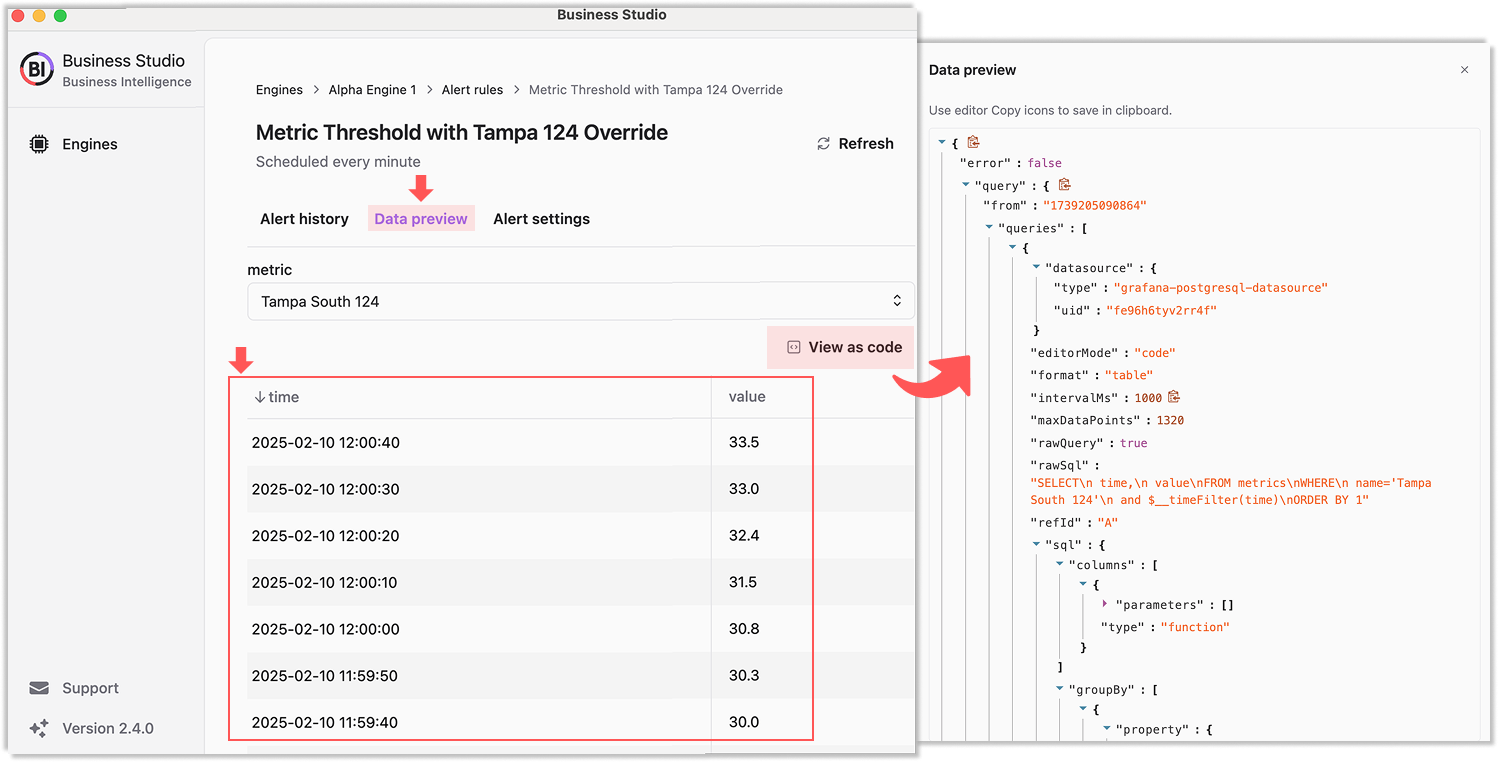 Business Studio
BI
Business Studio
Business Intelligence
Engines
Support
Version 2.4.0
Engines > Alpha Engine 1 > Alert rules > Metric Threshold with Tampa 124 Override
Metric Threshold with Tampa 124 Override
Scheduled every minute
Refresh
Alert history Data preview Alert settings
metric
Tampa South 124
View as code
time value
2025-02-10 12:00:40 33.5
2025-02-10 12:00:30 33.0
2025-02-10 12:00:20 32.4
2025-02-10 12:00:10 31.5
2025-02-10 12:00:00 30.8
2025-02-10 11:59:50 30.3
2025-02-10 11:59:40 30.0
Data preview
Use editor Copy icons to save in clipboard.
{
"error" : false
"query" : {
"from" : "1739205090864"
"queries" : [
{
"datasource" : {
"type" : "grafana-postgresql-datasource"
"uid" : "fe96h6tyv2rr4f"
}
"editorMode" : "code"
"format" : "table"
"intervalMs" : 1000
"maxDataPoints" : 1320
"rawQuery" : true
"rawSql" :
"SELECT\n time,\n value\nFROM metrics\nWHERE\n name='Tampa
South 124'\n and $__timeFilter(time)\nORDER BY 1"
"refId" : "A"
"sql" : {
"columns" : [
{
"parameters" : []
"type" : "function"
}
]
"groupBy" : [
{
"property" : {